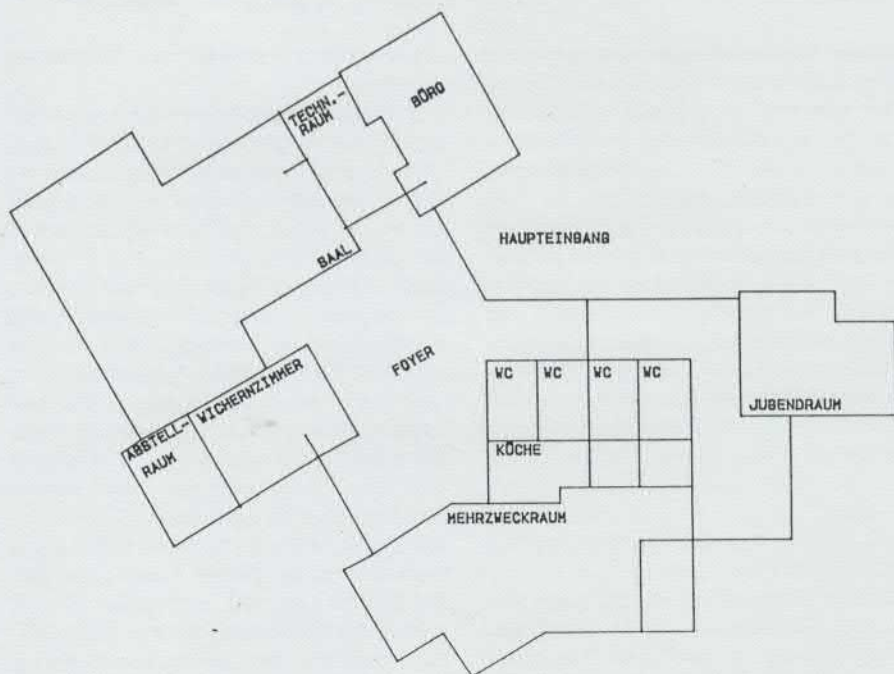 TECHN.-
RAUM
BÜRO
HAUPTEINGANG
SAAL
FOYER
WICHERNZIMMER
ABSTELL-
RAUM
WC WC WC WC
KÜCHE
JUGENDRAUM
MEHRZWECKRAUM